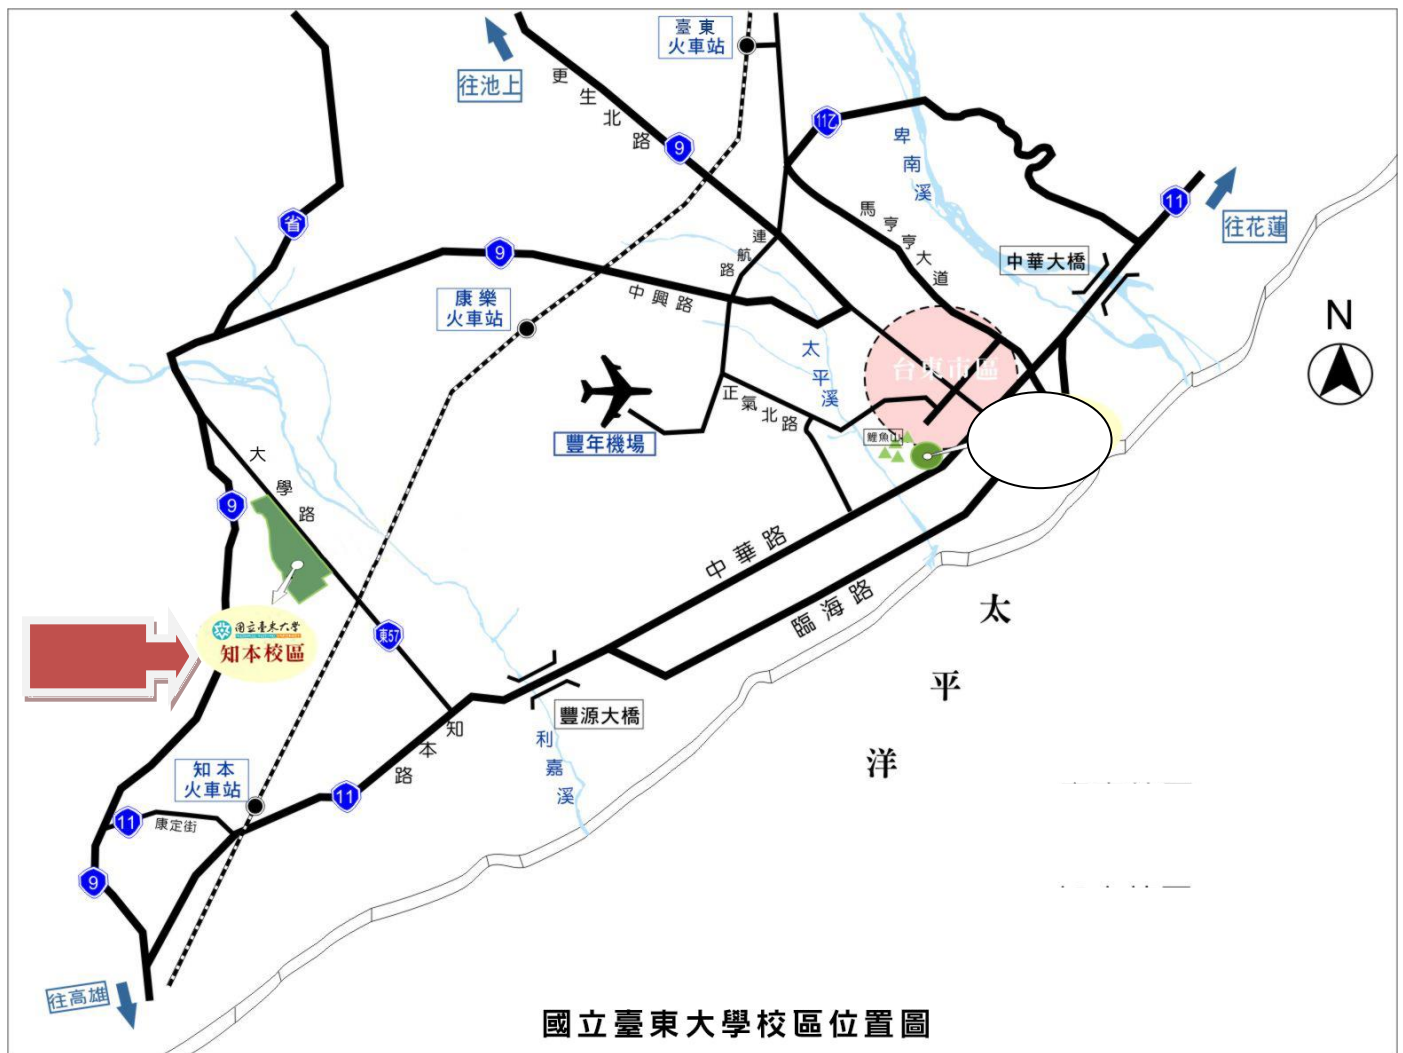 臺東
火車站
往池上
更生北路
9
11乙
卑南溪
11
往花蓮
省
9
連航路
馬亨亨大道
中華大橋
康樂
火車站
中興路
N
太平溪
台東市區
正氣北路
豐年機場
鯉魚山
大學路
9
中華路
臨海路
太平洋
國立臺東大學
知本校區
東57
豐源大橋
知本路
利嘉溪
知本
火車站
11
11
康定街
9
往高雄
國立臺東大學校區位置圖